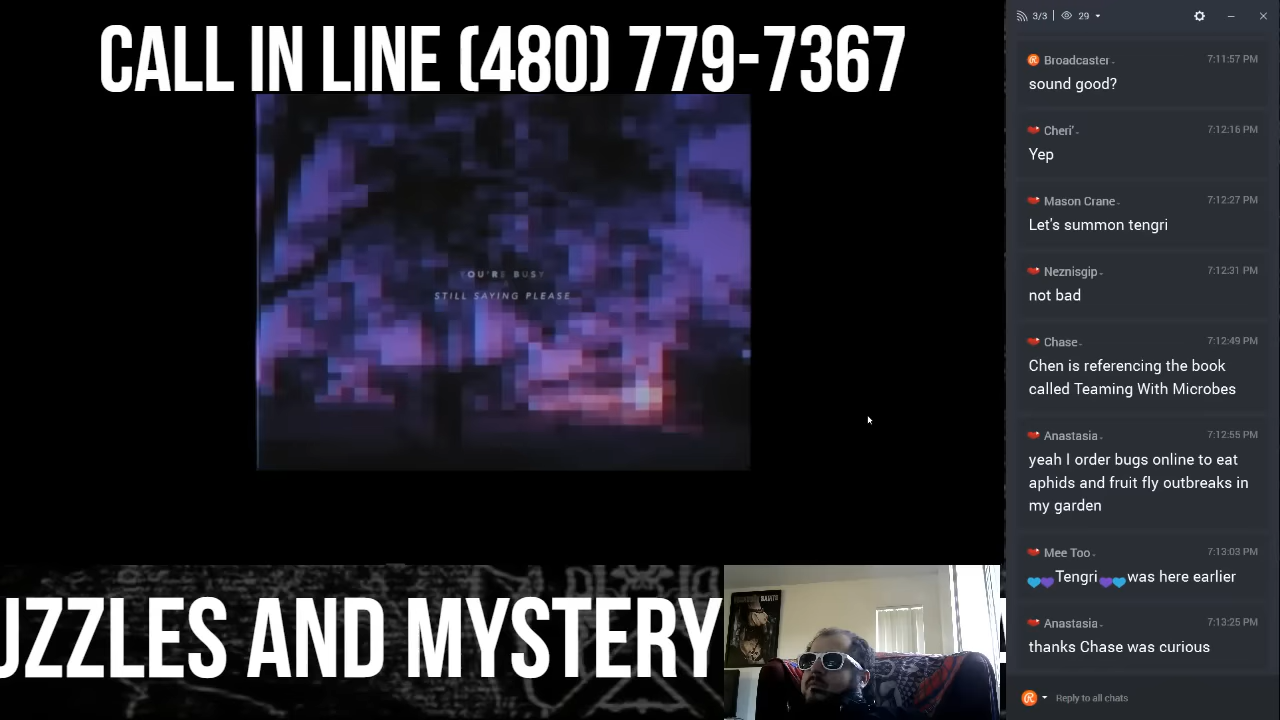 CALL IN LINE (480) 779-7367
YOU'RE BUSY
STILL SAYING PLEASE
UZZLES AND MYSTERY
3/3
29
Broadcaster
7:11:57 PM
sound good?
Cheri'
7:12:16 PM
Yep
Mason Crane
7:12:27 PM
Let's summon tengri
Neznisgip
7:12:31 PM
not bad
Chase
7:12:49 PM
Chen is referencing the book
called Teaming With Microbes
Anastasia
7:12:55 PM
yeah I order bugs online to eat
aphids and fruit fly outbreaks in
my garden
Mee Too
7:13:03 PM
Tengri was here earlier
Anastasia
7:13:25 PM
thanks Chase was curious
Reply to all chats